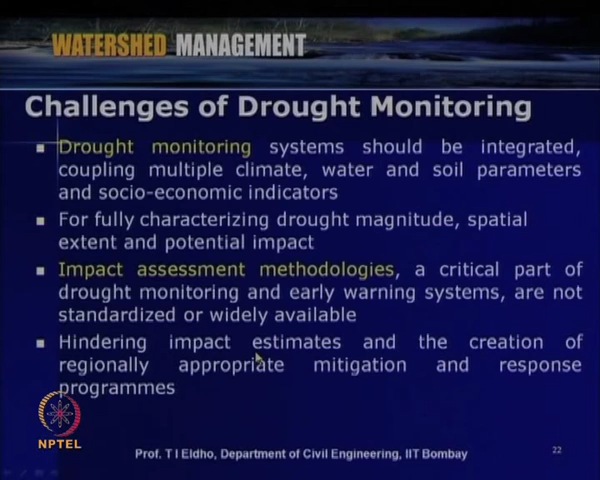 WATERSHED MANAGEMENT
Challenges of Drought Monitoring
▪ Drought monitoring systems should be integrated,
coupling multiple climate, water and soil parameters
and socio-economic indicators
▪ For fully characterizing drought magnitude, spatial
extent and potential impact
▪ Impact assessment methodologies, a critical part of
drought monitoring and early warning systems, are not
standardized or widely available
▪ Hindering impact estimates and the creation of
regionally appropriate mitigation and response
programmes
NPTEL
Prof. T I Eldho, Department of Civil Engineering, IIT Bombay
22